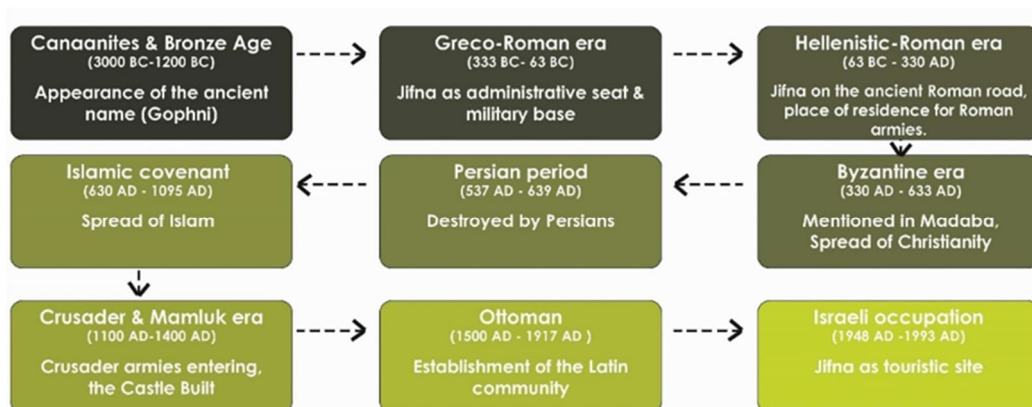 Canaanites & Bronze Age
(3000 BC-1200 BC)
Appearance of the ancient
name (Gophni)
Greco-Roman era
(333 BC- 63 BC)
Jifna as administrative seat &
military base
Hellenistic-Roman era
(63 BC - 330 AD)
Jifna on the ancient Roman road,
place of residence for Roman
armies.
Byzantine era
(330 AD - 633 AD)
Mentioned in Madaba,
Spread of Christianity
Persian period
(537 AD - 639 AD)
Destroyed by Persians
Islamic covenant
(630 AD - 1095 AD)
Spread of Islam
Crusader & Mamluk era
(1100 AD-1400 AD)
Crusader armies entering,
the Castle Built
Ottoman
(1500 AD - 1917 AD )
Establishment of the Latin
community
Israeli occupation
(1948 AD -1993 AD)
Jifna as touristic site